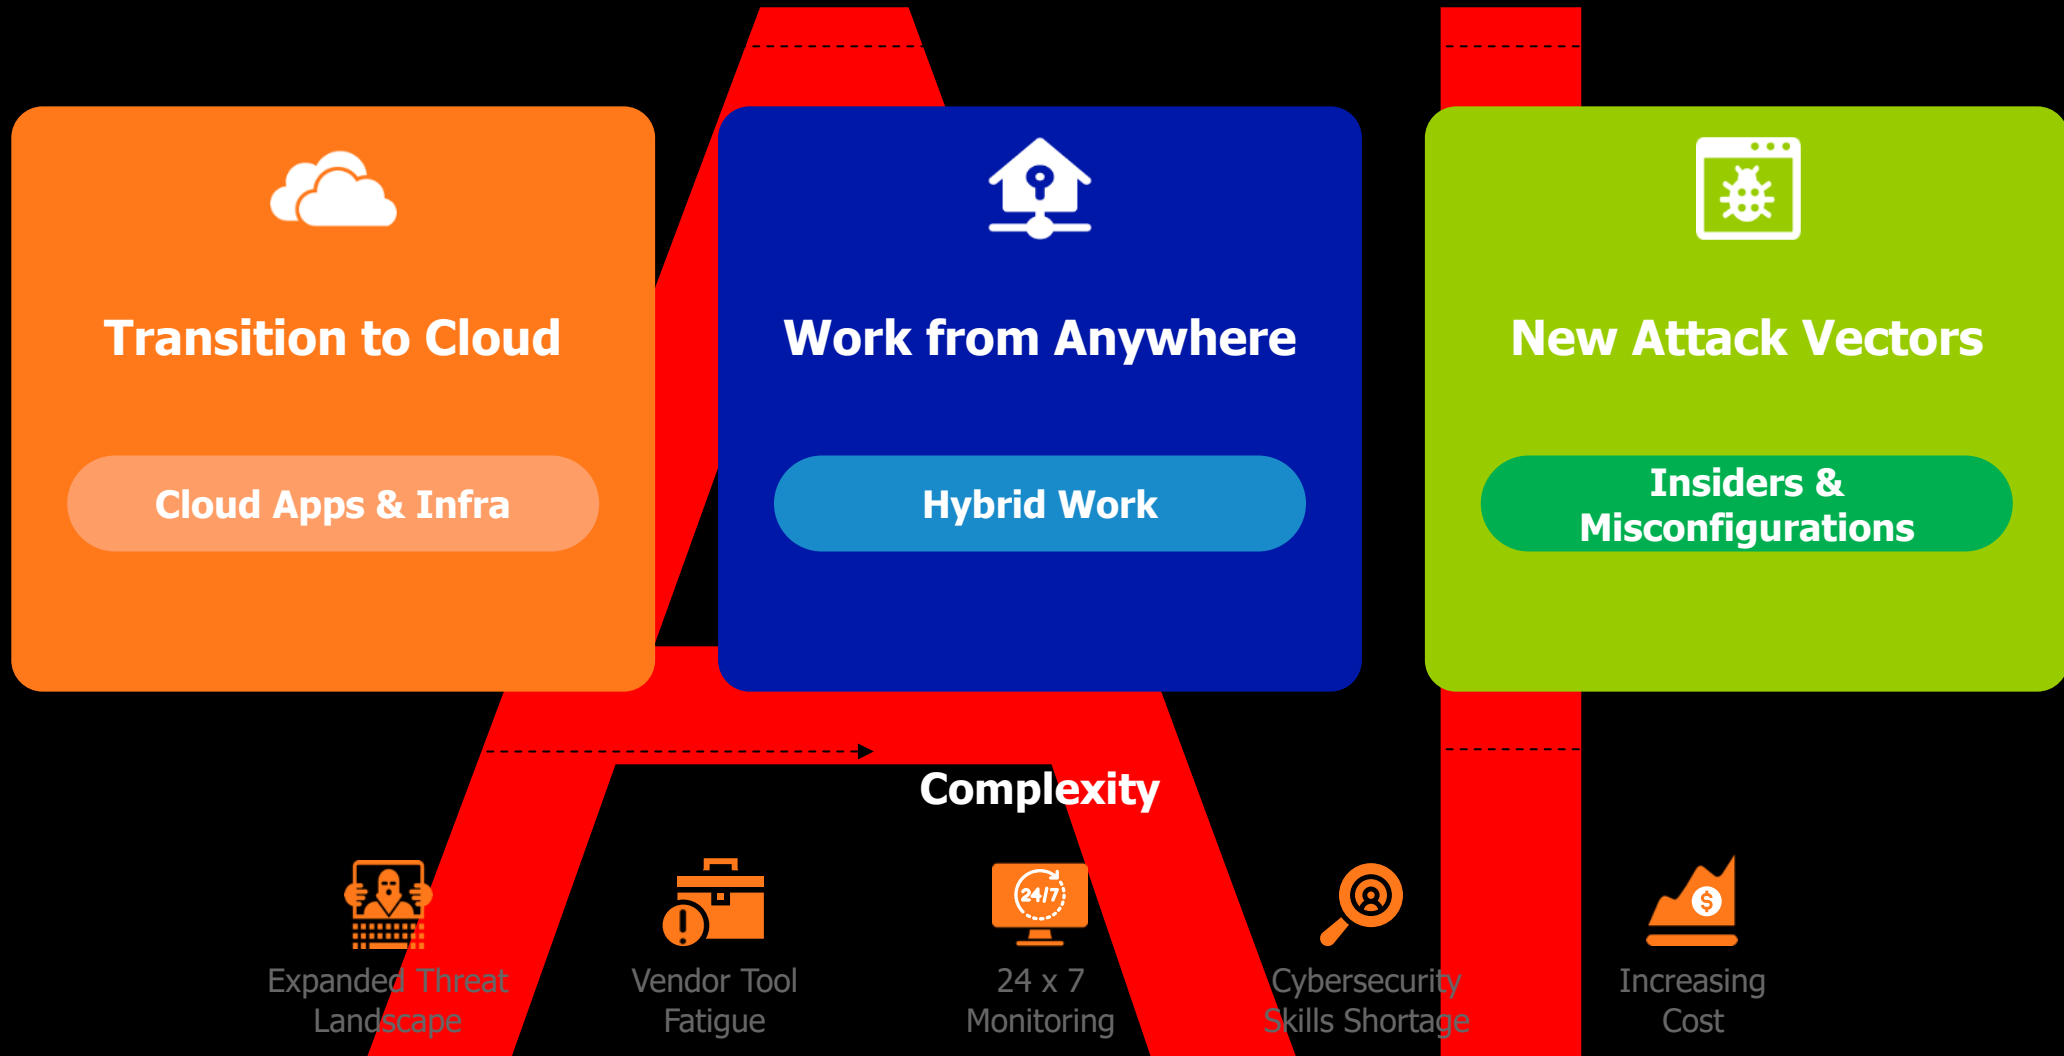 Transition to Cloud
Cloud Apps & Infra
Work from Anywhere
Hybrid Work
New Attack Vectors
Insiders &
Misconfigurations
Complexity
24/7
Expanded Threat
Landscape
Vendor Tool
Fatigue
24 x 7
Monitoring
Cybersecurity
Skills Shortage
$
Increasing
Cost
AI